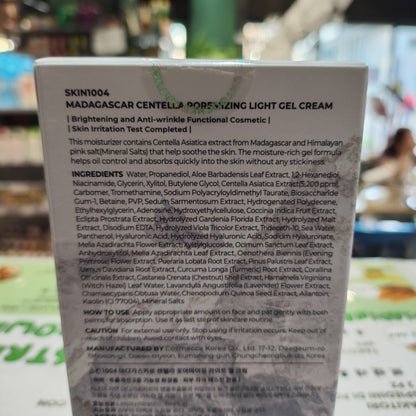 SKIN1004
MADAGASCAR CENTELLA POREMIZING LIGHT GEL CREAM
| Brightening and Anti-wrinkle Functional Cosmetic |
| Skin Irritation Test Completed |
This moisturizer contains Centella Asiatica extract from Madagascar and Himalayan
pink salt(Mineral Salts) that help soothe the skin. The moisture-rich gel formula
helps oil control and absorbs quickly into the skin without any stickiness.
INGREDIENTS Water, Propanediol, Aloe Barbadensis Leaf Extract, 1,2-Hexanediol,
Niacinamide, Glycerin, Xylitol, Butylene Glycol, Centella Asiatica Extract(5,200 ppm),
Carbomer, Tromethamine, Sodium Polyacryloyldimethyl Taurate, Biosaccharide
Gum-1, Betaine, PVP, Sedum Sarmentosum Extract, Hydrogenated Polydecene,
Ethylhexylglycerin, Adenosine, Hydroxyethylcellulose, Coccinia Indica Fruit Extract,
Eclipta Prostrata Extract, Hydrolyzed Gardenia Florida Extract, Hydrolyzed Malt
Extract, Disodium EDTA, Hydrolyzed Viola Tricolor Extract, Trideceth-10, Sea Water,
Panthenol, Hyaluronic Acid, Hydrolyzed Hyaluronic Acid, Sodium Hyaluronate,
Melia Azadirachta Flower Extract, Xylitylglucoside, Ocimum Sanctum Leaf Extract,
Anhydroxylitol, Melia Azadirachta Leaf Extract, Oenothera Biennis (Evening
Primrose) Flower Extract, Pueraria Lobata Root Extract, Pinus Palustris Leaf Extract,
Usnea Davidiana Root Extract, Curcuma Longa (Turmeric) Root Extract, Corallina
Officinalis Extract, Castanea Crenata (Chestnut) Shell Extract, Hamamelis Virginiana
(Witch Hazel) Leaf Water, Lavandula Angustifolia (Lavender) Flower Extract,
Chamaecyparis Obtusa Water, Chenopodium Quinoa Seed Extract, Allantoin,
Kaolin (CI 77004), Mineral Salts
HOW TO USE Apply appropriate amount on face and pat gently with both
palms for absorption. Use it as last step of skincare routine.
CAUTION For external use only. Stop using if irritation occurs. Keep out of
reach of children. Avoid contact with eyes.
MANUFACTURED BY Cosmecca Korea Co., Ltd. 17-12, Daegeum-ro
Korea
SKIN1004